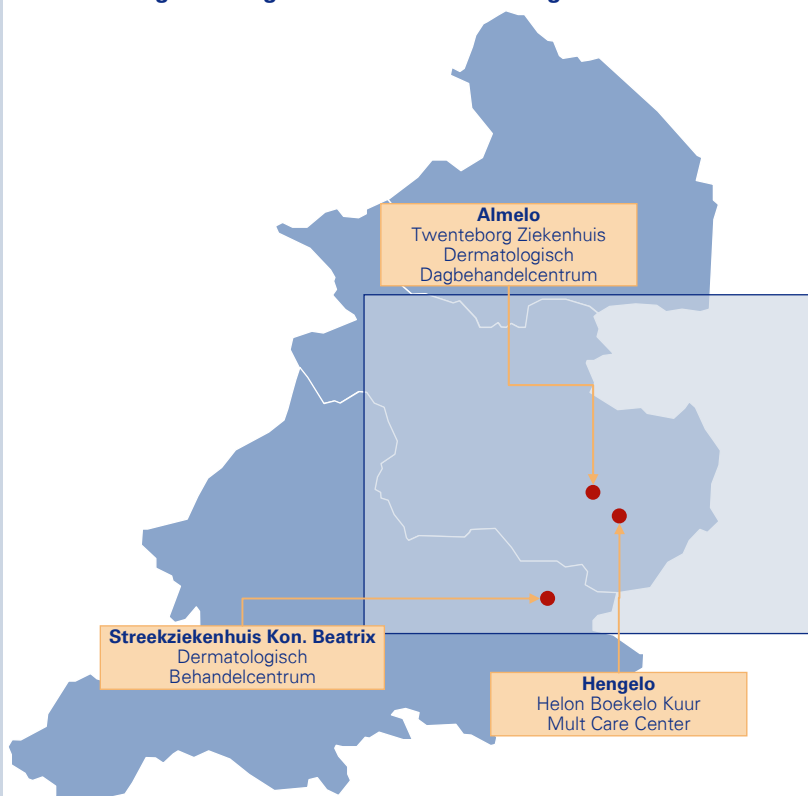 Almelo
Twenteborg Ziekenhuis
Dermatologisch
Dagbehandelcentrum
Streekziekenhuis Kon. Beatrix
Dermatologisch
Behandelcentrum
Hengelo
Helon Boekelo Kuur
Mult Care Center